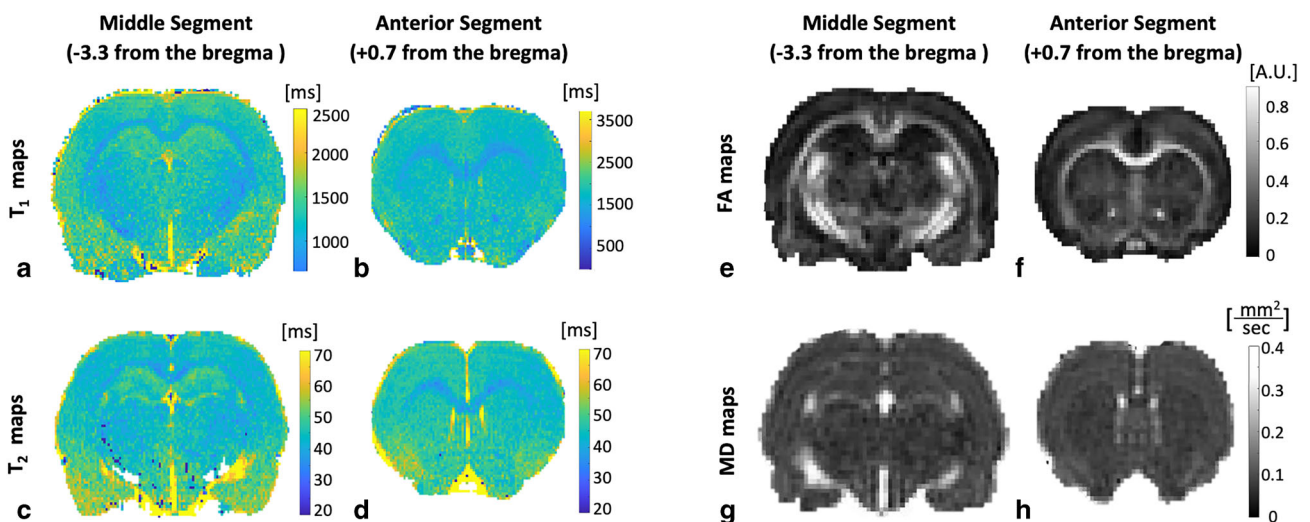 Middle Segment
(-3.3 from the bregma )
Anterior Segment
(+0.7 from the bregma)
Middle Segment
(-3.3 from the bregma )
Anterior Segment
(+0.7 from the bregma)
T1 maps
[ms]
2500
2000
1500
1000
a
[ms]
3500
2500
1500
500
b
FA maps
e
[A.U.]
0.8
0.6
0.4
0.2
0
f
T2 maps
[ms]
70
60
50
40
30
20
c
[ms]
70
60
50
40
30
20
d
MD maps
g
[mm²/sec]
0.4
0.3
0.2
0.1
0
h